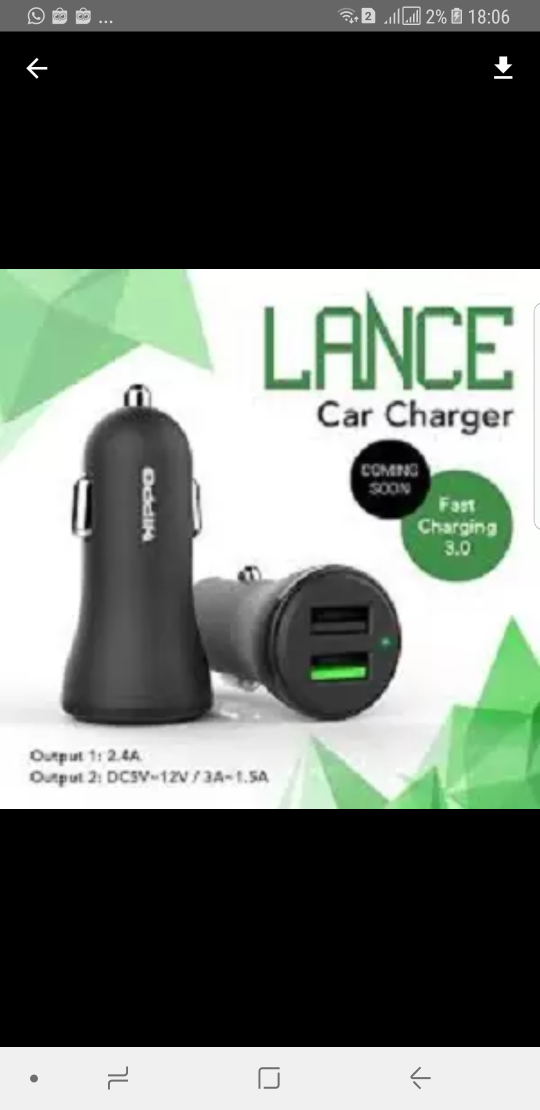 ... 2 2% 18:06
LANCE
Car Charger
COMING
SOON
Fast
Charging
3.0
HIPPO
Output 1: 2.4A
Output 2: DC5V~12V / 3A~1.5A